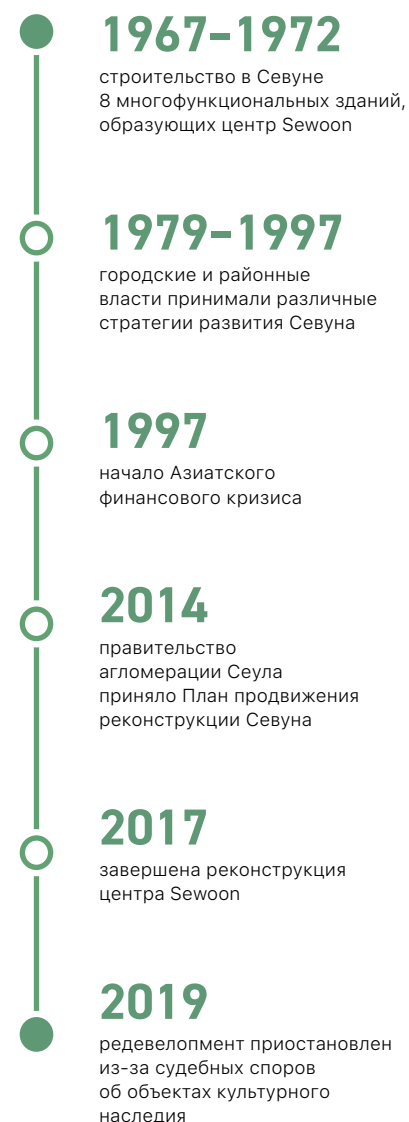 1967–1972
строительство в Севуне
8 многофункциональных зданий,
образующих центр Sewoon
1979–1997
городские и районные
власти принимали различные
стратегии развития Севуна
1997
начало Азиатского
финансового кризиса
2014
правительство
агломерации Сеула
приняло План продвижения
реконструкции Севуна
2017
завершена реконструкция
центра Sewoon
2019
редевелопмент приостановлен
из-за судебных споров
об объектах культурного
наследия